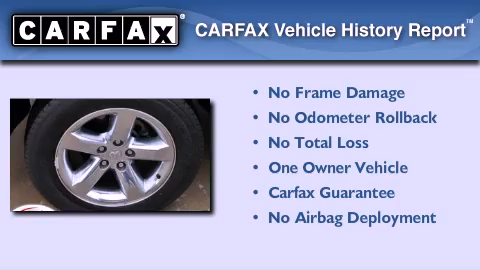 CARFAX® CARFAX Vehicle History Report™
• No Frame Damage
• No Odometer Rollback
• No Total Loss
• One Owner Vehicle
• Carfax Guarantee
• No Airbag Deployment